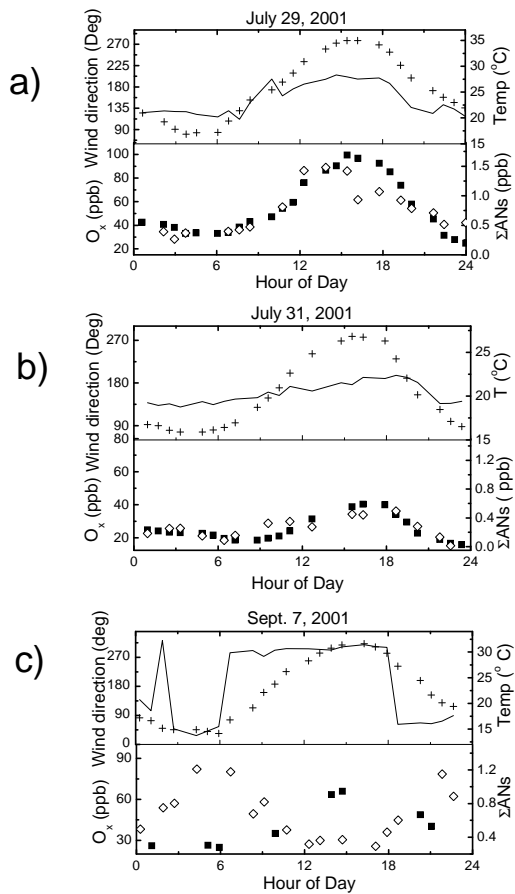 July 29, 2001
a)
Wind direction (Deg)
270
225
180
135
90
35
30
25
20
15
Temp (°C)
Oₓ (ppb)
100
80
60
40
20
1.5
1.0
0.5
0.0
ΣANs (ppb)
0 6 12 18 24
Hour of Day
July 31, 2001
b)
Wind direction (Deg)
270
180
90
25
20
15
T (°C)
Oₓ (ppb)
80
60
40
20
1.2
0.8
0.4
0.0
ΣANs ( ppb)
0 6 12 18 24
Hour of Day
Sept. 7, 2001
c)
Wind direction (deg)
270
180
90
0
30
25
20
15
Temp (° C)
Oₓ (ppb)
90
60
30
1.2
0.8
0.4
ΣANs
0 6 12 18 24
Hour of Day